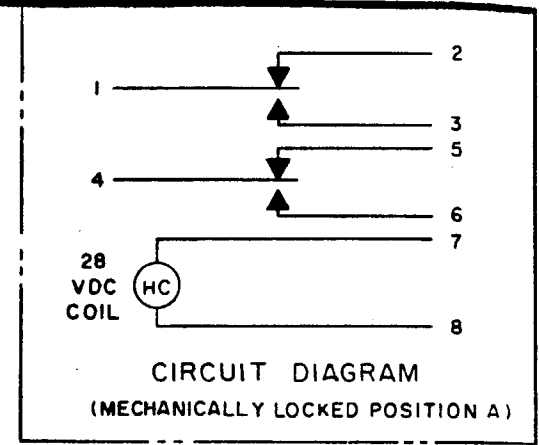 2
1
3
5
4
6
7
28
VDC
COIL
HC
8
CIRCUIT DIAGRAM
(MECHANICALLY LOCKED POSITION A)